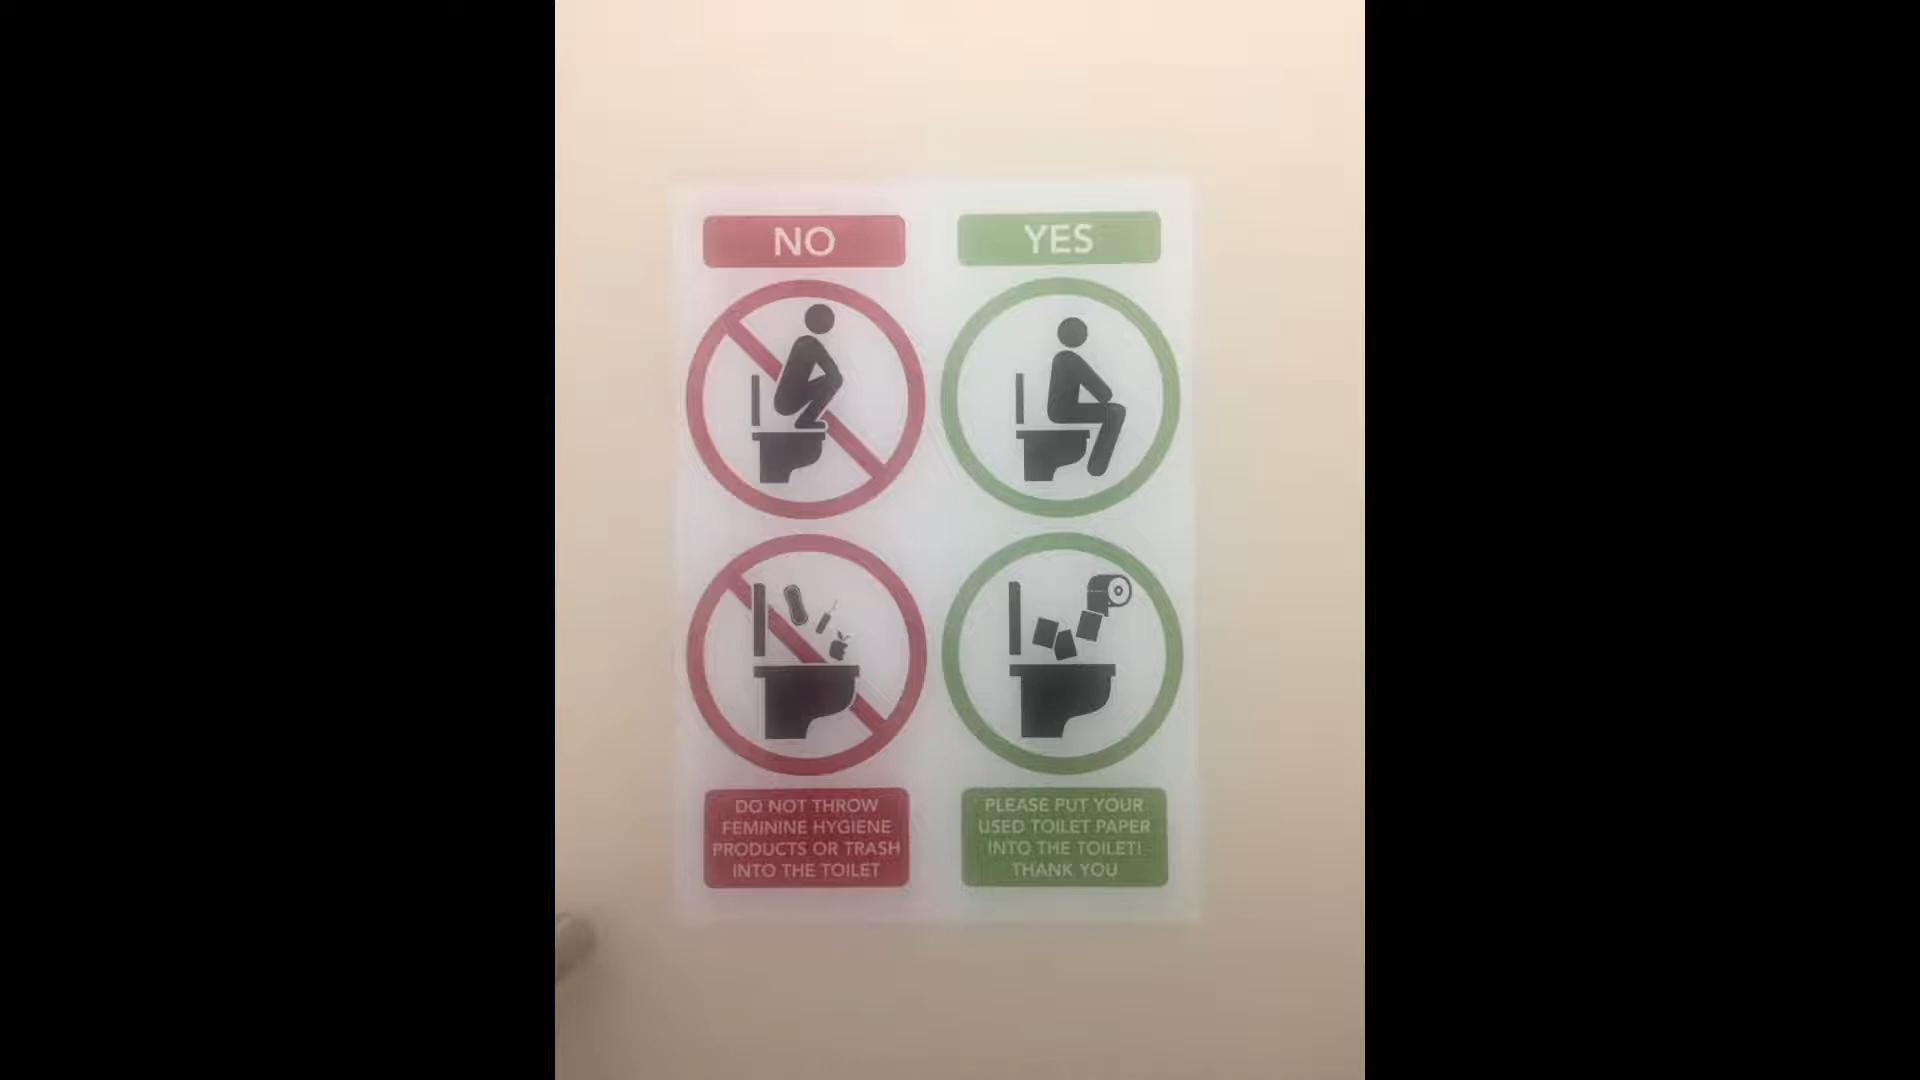 NO
YES
DO NOT THROW
FEMININE HYGIENE
PRODUCTS OR TRASH
INTO THE TOILET
PLEASE PUT YOUR
USED TOILET PAPER
INTO THE TOILET!
THANK YOU